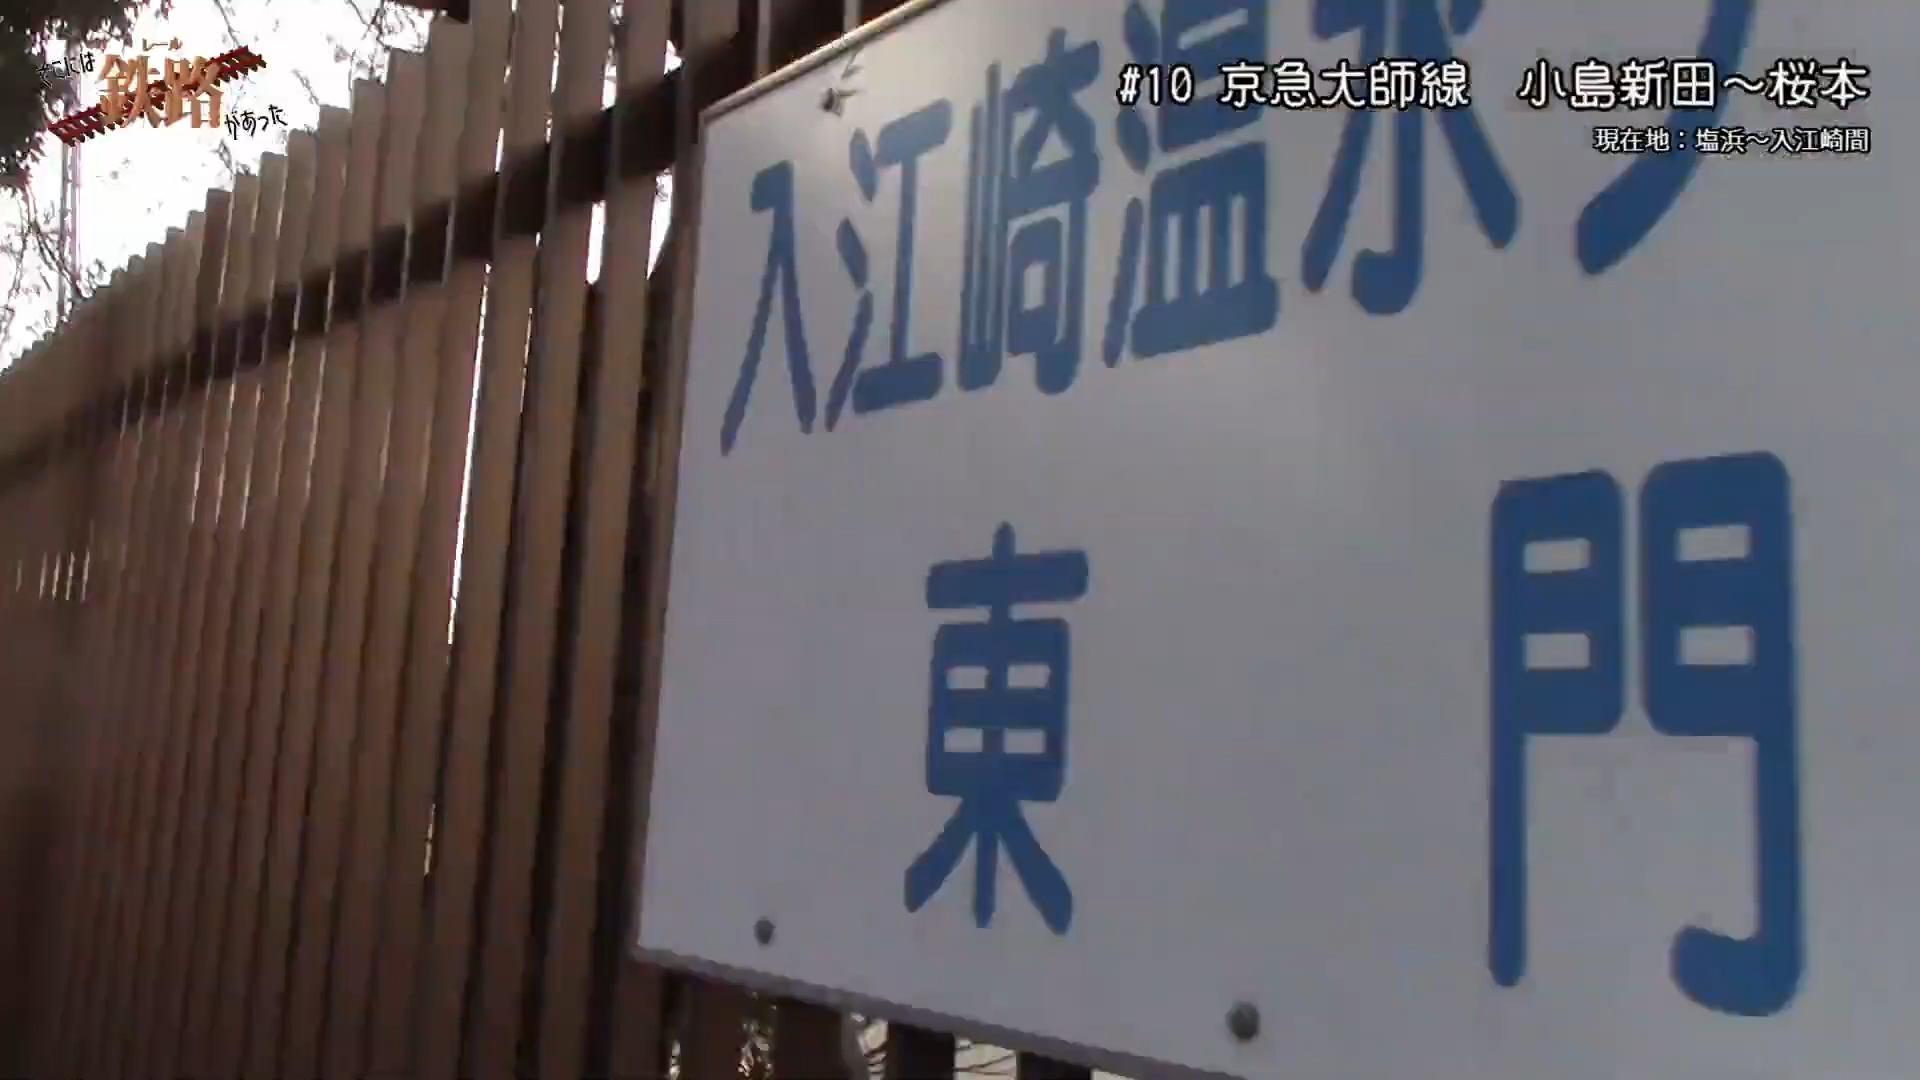 レール
そこには
鉄路
があった
#10 京急大師線　小島新田～桜本
現在地：塩浜～入江崎間
入江崎温水プ
東門